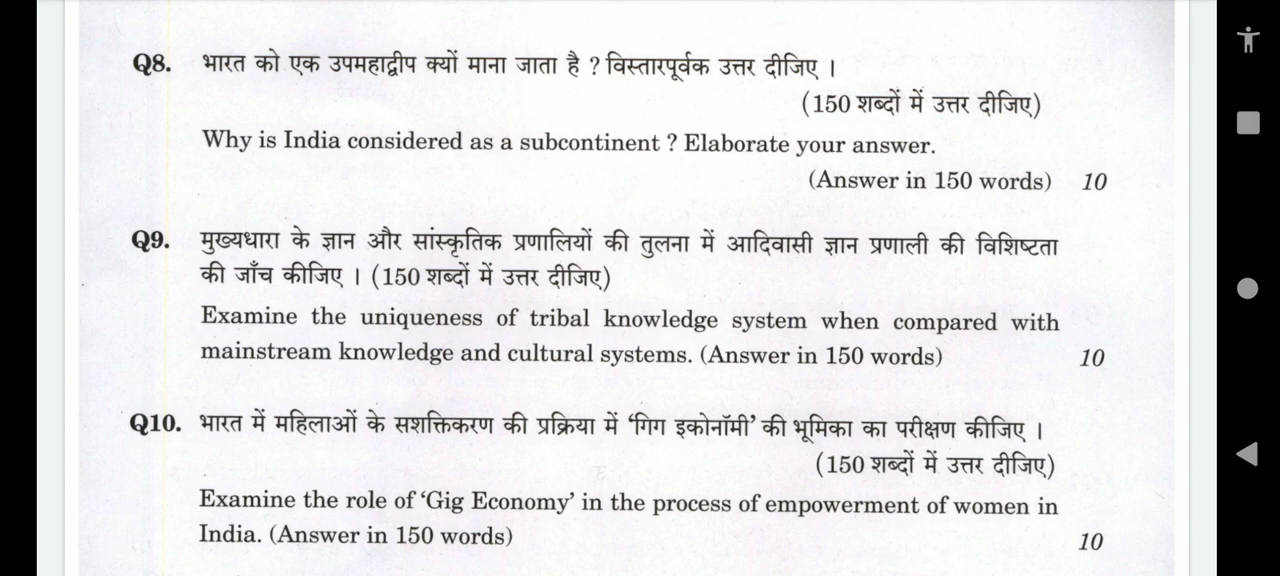 Q8. भारत को एक उपमहाद्वीप क्यों माना जाता है ? विस्तारपूर्वक उत्तर दीजिए ।
(150 शब्दों में उत्तर दीजिए)
Why is India considered as a subcontinent ? Elaborate your answer.
(Answer in 150 words) 10
Q9. मुख्यधारा के ज्ञान और सांस्कृतिक प्रणालियों की तुलना में आदिवासी ज्ञान प्रणाली की विशिष्टता
की जाँच कीजिए । (150 शब्दों में उत्तर दीजिए)
Examine the uniqueness of tribal knowledge system when compared with
mainstream knowledge and cultural systems. (Answer in 150 words) 10
Q10. भारत में महिलाओं के सशक्तिकरण की प्रक्रिया में ‘गिग इकोनॉमी’ की भूमिका का परीक्षण कीजिए ।
(150 शब्दों में उत्तर दीजिए)
Examine the role of ‘Gig Economy’ in the process of empowerment of women in
India. (Answer in 150 words) 10